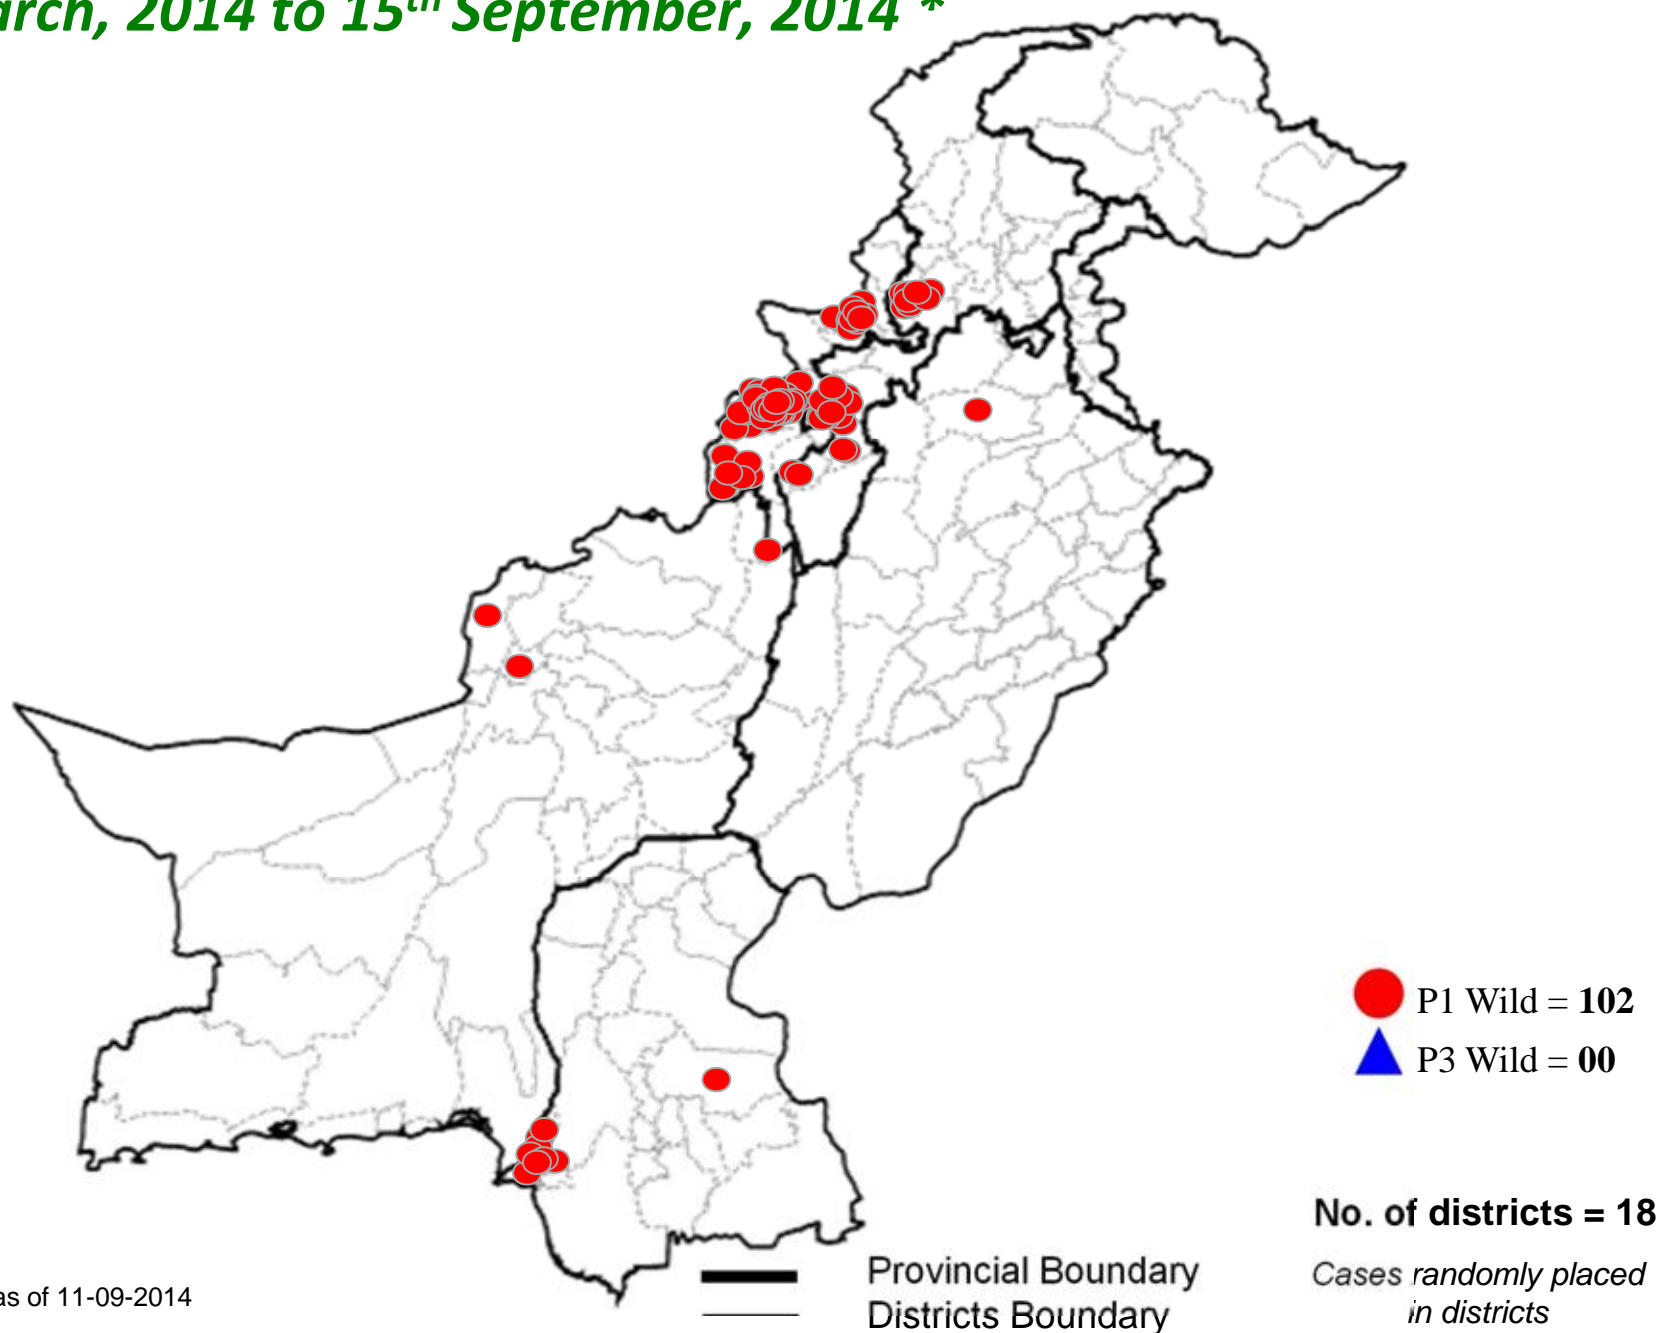 arch, 2014 to 15th September, 2014 *
P1 Wild = 102
P3 Wild = 00
No. of districts = 18
Cases randomly placed
in districts
Provincial Boundary
Districts Boundary
as of 11-09-2014